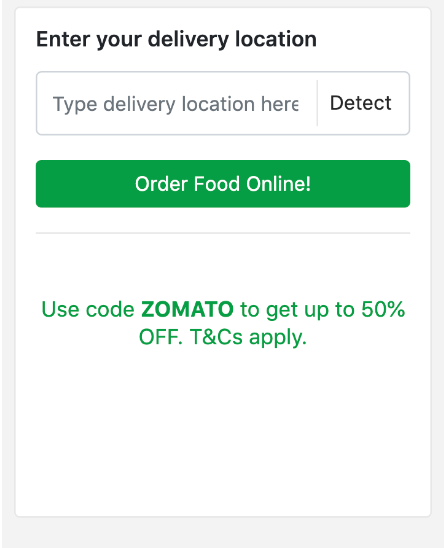 Enter your delivery location
Type delivery location here
Detect
Order Food Online!
Use code ZOMATO to get up to 50%
OFF. T&Cs apply.